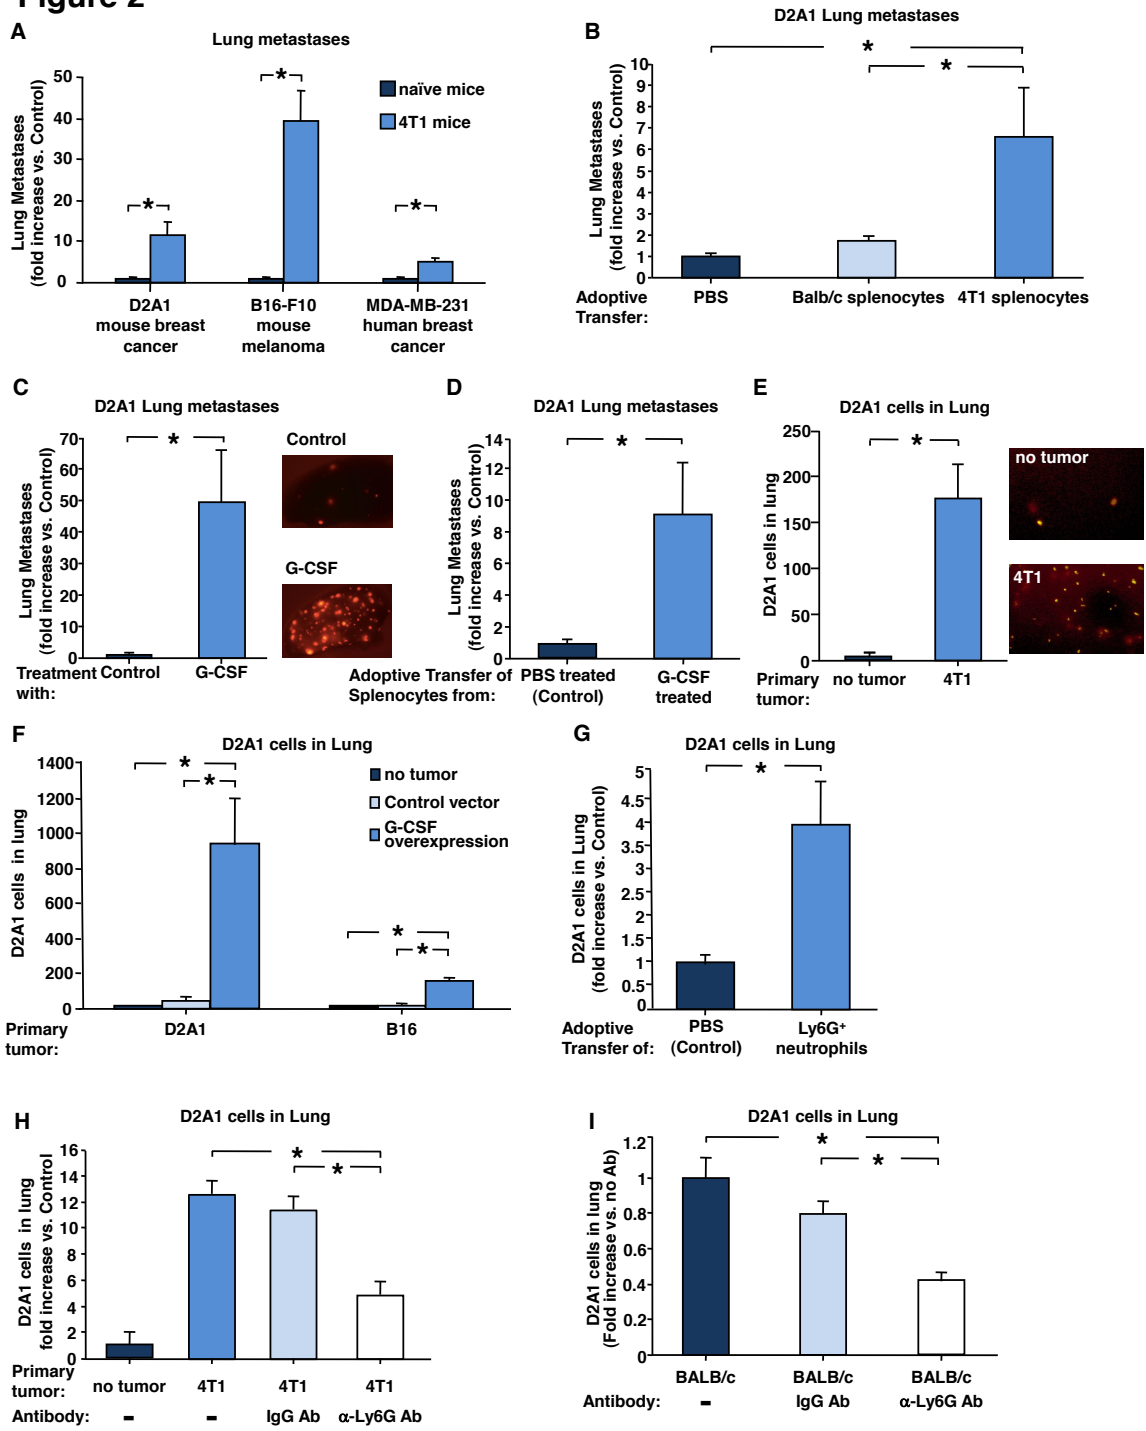 Figure 2
A
Lung metastases
Lung Metastases
(fold increase vs. Control)
50
40
30
20
10
0
*
*
*
naïve mice
4T1 mice
D2A1
mouse breast
cancer
B16-F10
mouse
melanoma
MDA-MB-231
human breast
cancer
B
D2A1 Lung metastases
Lung Metastases
(fold increase vs. Control)
10
9
8
7
6
5
4
3
2
1
0
*
*
Adoptive
Transfer:
PBS
Balb/c splenocytes
4T1 splenocytes
C
D2A1 Lung metastases
Lung Metastases
(fold increase vs. Control)
70
60
50
40
30
20
10
0
*
Control
G-CSF
Treatment
with:
Control
G-CSF
D
D2A1 Lung metastases
Lung Metastases
(fold increase vs. Control)
14
12
10
8
6
4
2
0
*
Adoptive Transfer of
Splenocytes from:
PBS treated
(Control)
G-CSF
treated
E
D2A1 cells in Lung
D2A1 cells in lung
250
200
150
100
50
0
*
no tumor
4T1
Primary
tumor:
no tumor
4T1
F
D2A1 cells in Lung
D2A1 cells in lung
1400
1200
1000
800
600
400
200
0
*
*
*
*
no tumor
Control vector
G-CSF
overexpression
Primary
tumor:
D2A1
B16
G
D2A1 cells in Lung
D2A1 cells in Lung
(fold increase vs. Control)
5
4.5
4
3.5
3
2.5
2
1.5
1
0.5
0
*
Adoptive
Transfer of:
PBS
(Control)
Ly6G+
neutrophils
H
D2A1 cells in Lung
D2A1 cells in lung
fold increase vs. Control
16
14
12
10
8
6
4
2
0
*
*
Primary
tumor:
no tumor
4T1
4T1
4T1
Antibody:
-
-
IgG Ab
α-Ly6G Ab
I
D2A1 cells in Lung
D2A1 cells in lung
(Fold increase vs. no Ab)
1.2
1
0.8
0.6
0.4
0.2
0
*
*
BALB/c
BALB/c
BALB/c
Antibody:
-
IgG Ab
α-Ly6G Ab